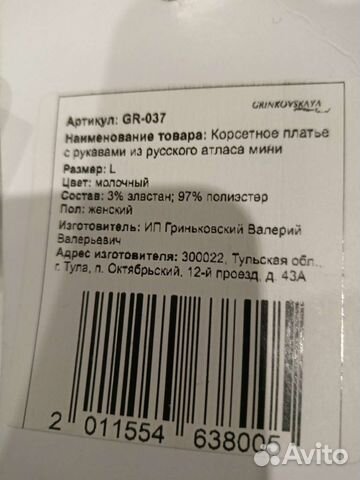 Артикул: GR-037
GRINKOVSKAYA
Наименование товара: Корсетное платье
с рукавами из русского атласа мини
Размер: L
Цвет: молочный
Состав: 3% эластан; 97% полиэстер
Пол: женский
Изготовитель: ИП Гриньковский Валерий
Валерьевич
Адрес изготовителя: 300022, Тульская обл.,
г. Тула, п. Октябрьский, 12-й проезд, д. 43А
2 011554 638005
Avito